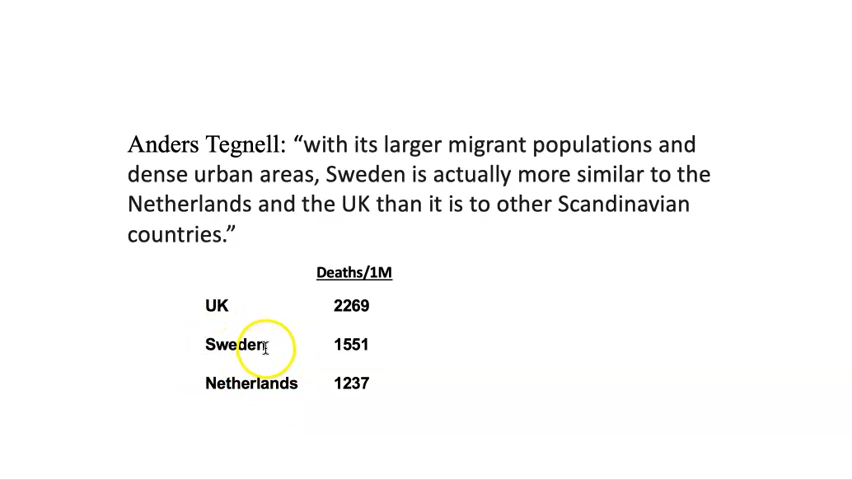 Anders Tegnell: “with its larger migrant populations and
dense urban areas, Sweden is actually more similar to the
Netherlands and the UK than it is to other Scandinavian
countries.”
Deaths/1M
UK 2269
Sweden 1551
Netherlands 1237